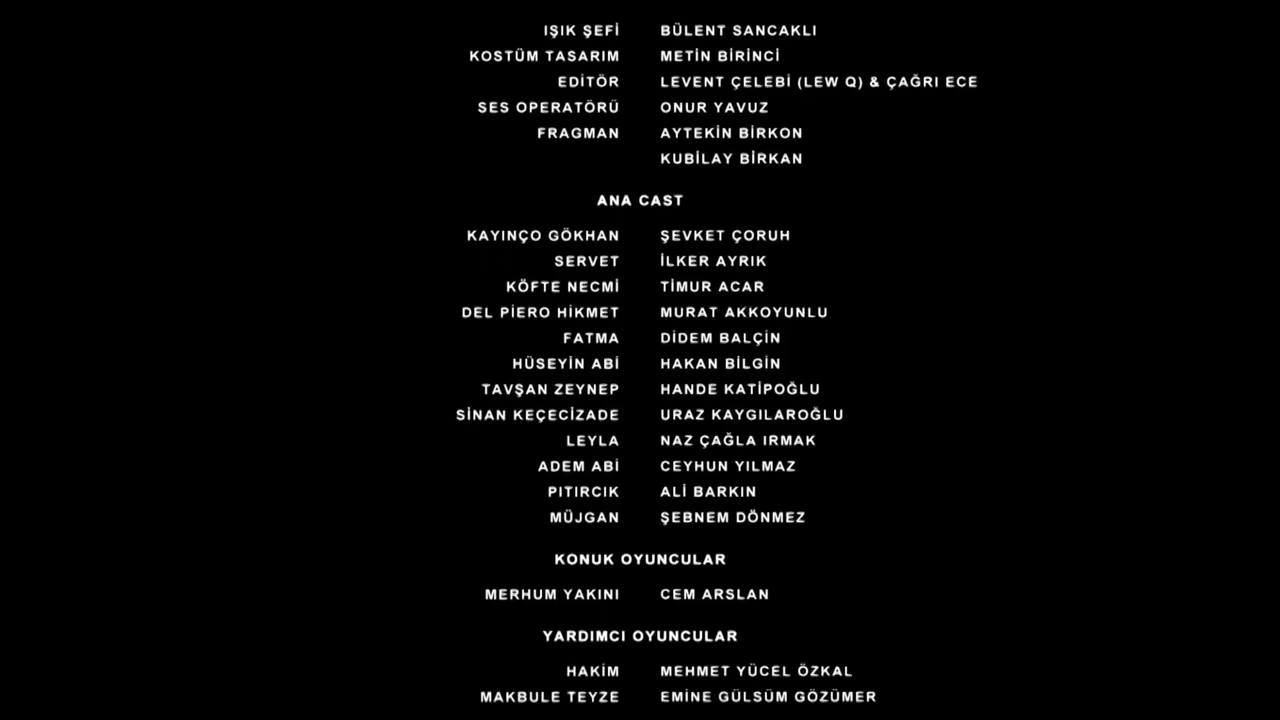 IŞIK ŞEFİ BÜLENT SANCAKLI
KOSTÜM TASARIM METİN BİRİNCİ
EDİTÖR LEVENT ÇELEBİ (LEW Q) & ÇAĞRI ECE
SES OPERATÖRÜ ONUR YAVUZ
FRAGMAN AYTEKİN BİRKON
KUBİLAY BİRKAN
ANA CAST
KAYINÇO GÖKHAN ŞEVKET ÇORUH
SERVET İLKER AYRIK
KÖFTE NECMİ TİMUR ACAR
DEL PİERO HİKMET MURAT AKKOYUNLU
FATMA DİDEM BALÇİN
HÜSEYİN ABİ HAKAN BİLGİN
TAVŞAN ZEYNEP HANDE KATİPOĞLU
SİNAN KEÇECİZADE URAZ KAYGILAROĞLU
LEYLA NAZ ÇAĞLA IRMAK
ADEM ABİ CEYHUN YILMAZ
PITIRCIK ALİ BARKIN
MÜJGAN ŞEBNEM DÖNMEZ
KONUK OYUNCULAR
MERHUM YAKINI CEM ARSLAN
YARDIMCI OYUNCULAR
HAKİM MEHMET YÜCEL ÖZKAL
MAKBULE TEYZE EMİNE GÜLSÜM GÖZÜMER